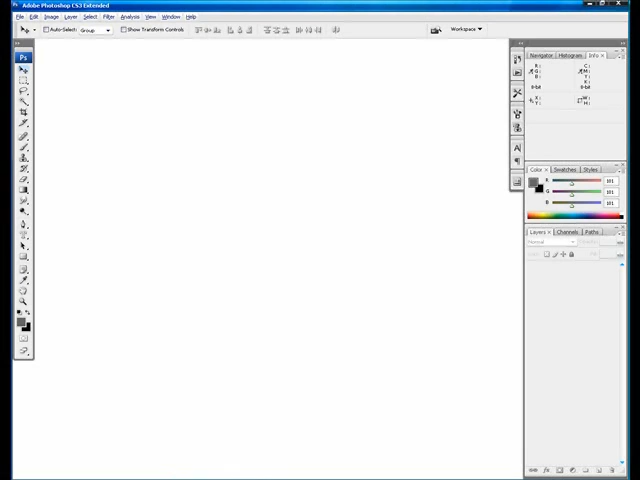 Adobe Photoshop CS3 Extended
File Edit Image Layer Select Filter Analysis View Window Help
Auto-Select: Group Show Transform Controls Workspace
Ps
Navigator Histogram Info
R: C:
G: M:
B: Y:
K:
8-bit 8-bit
X: W:
Y: H:
Color Swatches Styles
R 101
G 101
B 101
Layers Channels Paths
Normal